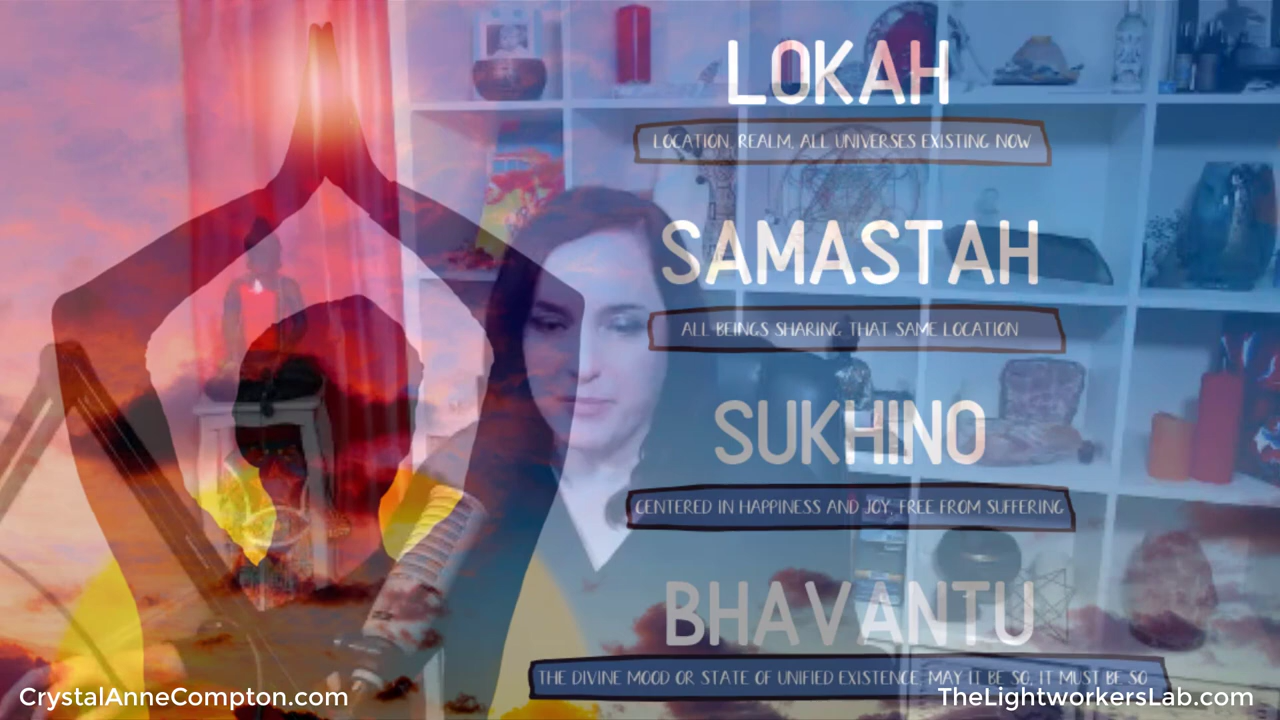 LOKAH
LOCATION, REALM, ALL UNIVERSES EXISTING NOW
SAMASTAH
ALL BEINGS SHARING THAT SAME LOCATION
SUKHINO
CENTERED IN HAPPINESS AND JOY, FREE FROM SUFFERING
BHAVANTU
THE DIVINE MOOD OR STATE OF UNIFIED EXISTENCE, MAY IT BE SO, IT MUST BE SO
CrystalAnneCompton.com
TheLightworkersLab.com